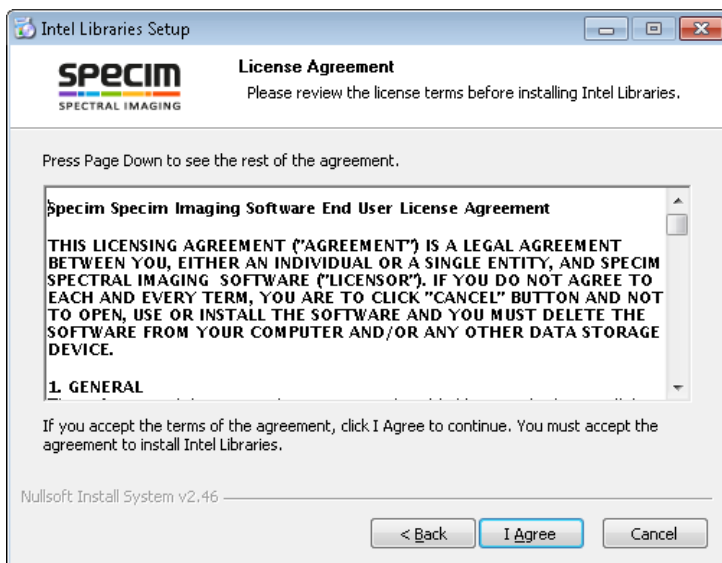 Intel Libraries Setup
SPECIM
SPECTRAL IMAGING
License Agreement
Please review the license terms before installing Intel Libraries.
Press Page Down to see the rest of the agreement.
Specim Specim Imaging Software End User License Agreement
THIS LICENSING AGREEMENT ("AGREEMENT") IS A LEGAL AGREEMENT
BETWEEN YOU, EITHER AN INDIVIDUAL OR A SINGLE ENTITY, AND SPECIM
SPECTRAL IMAGING  SOFTWARE ("LICENSOR"). IF YOU DO NOT AGREE TO
EACH AND EVERY TERM, YOU ARE TO CLICK "CANCEL" BUTTON AND NOT
TO OPEN, USE OR INSTALL THE SOFTWARE AND YOU MUST DELETE THE
SOFTWARE FROM YOUR COMPUTER AND/OR ANY OTHER DATA STORAGE
DEVICE.
1. GENERAL
If you accept the terms of the agreement, click I Agree to continue. You must accept the
agreement to install Intel Libraries.
Nullsoft Install System v2.46
< Back
I Agree
Cancel